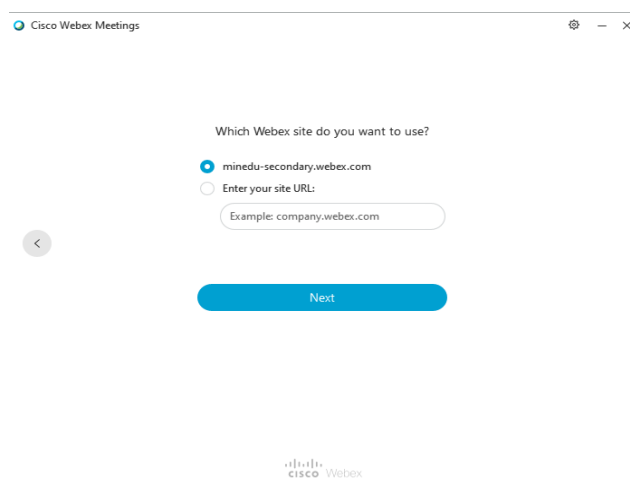 Cisco Webex Meetings
Which Webex site do you want to use?
minedu-secondary.webex.com
Enter your site URL:
Example: company.webex.com
Next
CISCO Webex